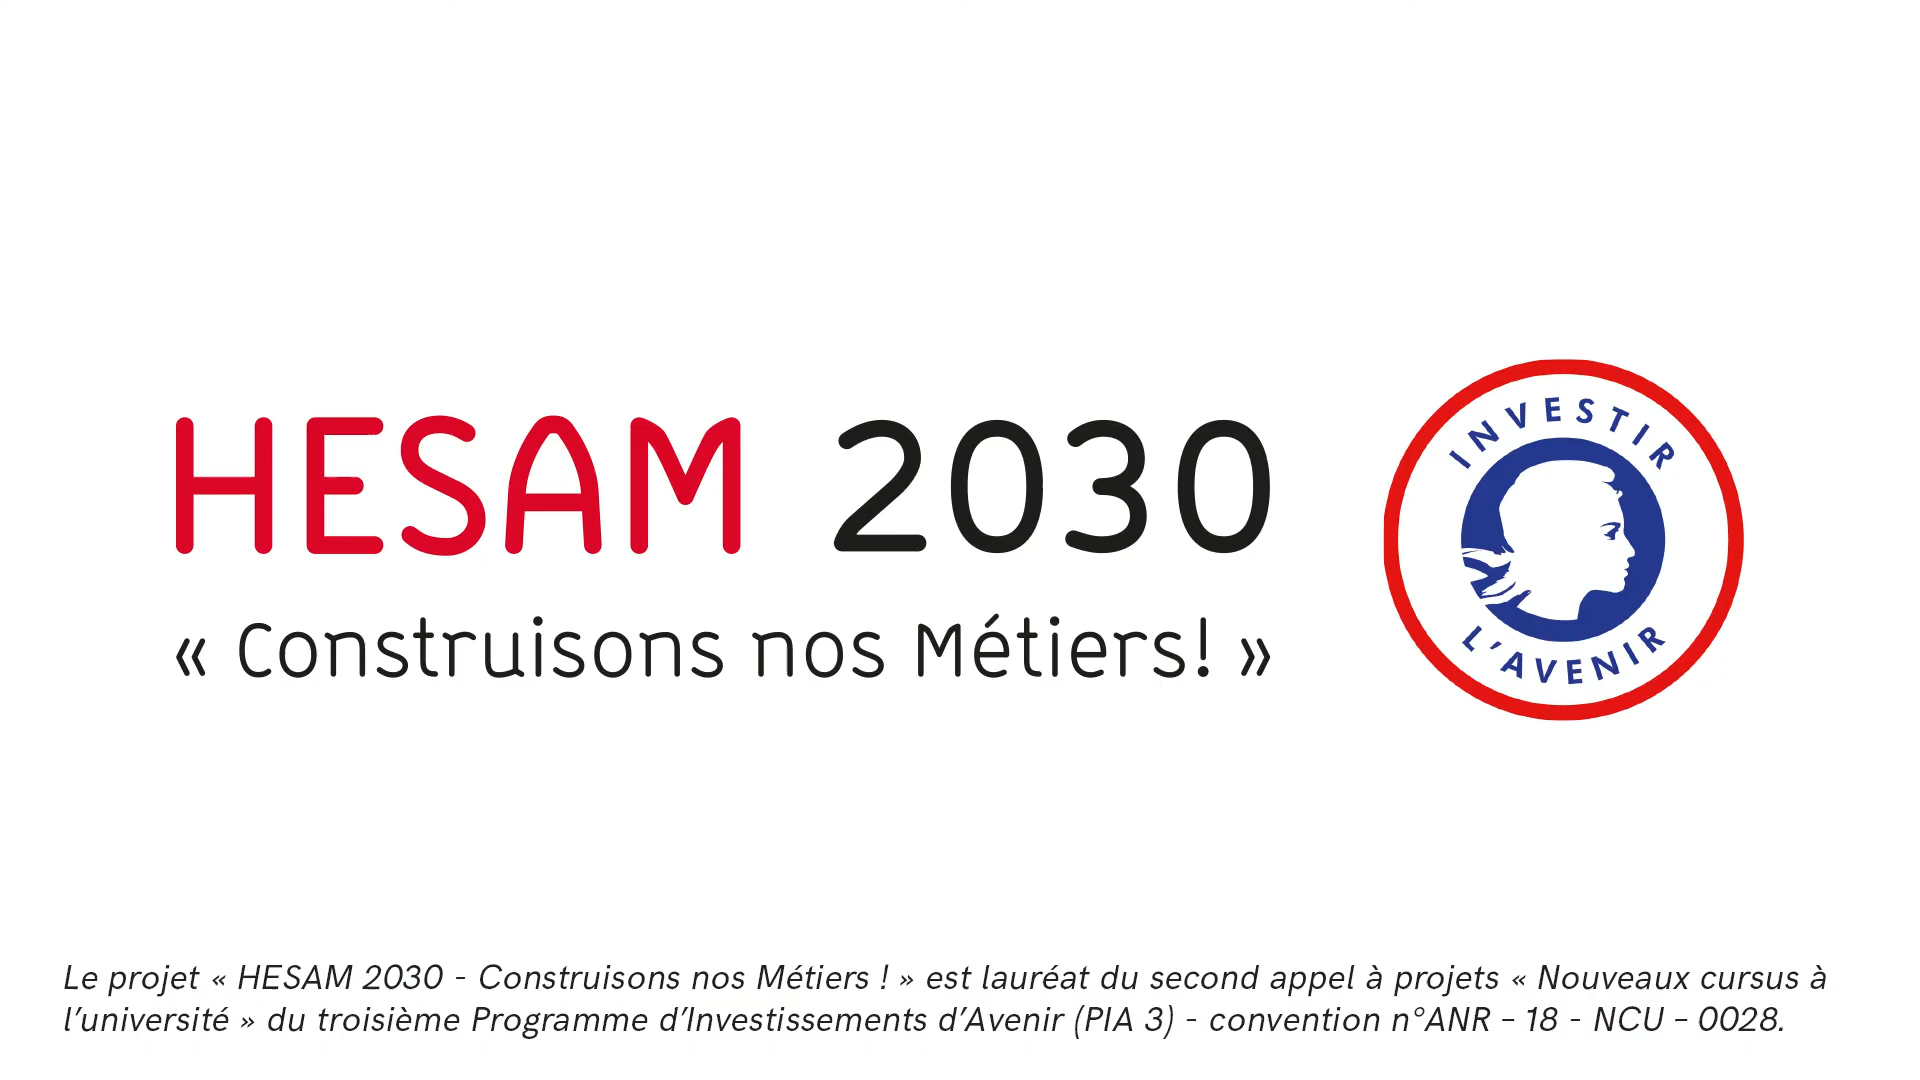 HESAM 2030
« Construisons nos Métiers! »
INVESTIR
L'AVENIR
Le projet « HESAM 2030 - Construisons nos Métiers ! » est lauréat du second appel à projets « Nouveaux cursus à
l’université » du troisième Programme d’Investissements d’Avenir (PIA 3) - convention n°ANR – 18 - NCU – 0028.